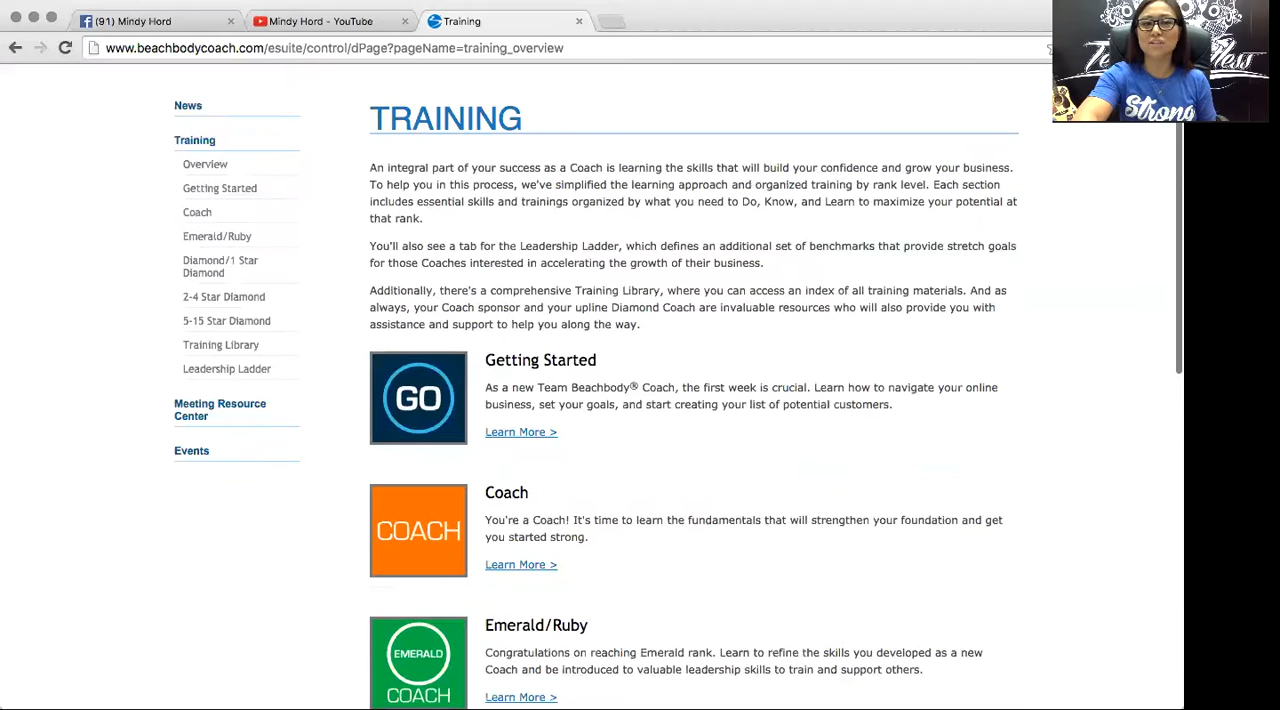 (91) Mindy Hord
Mindy Hord - YouTube
Training
www.beachbodycoach.com/esuite/control/dPage?pageName=training_overview
Strong
News
Training
Overview
Getting Started
Coach
Emerald/Ruby
Diamond/1 Star
Diamond
2-4 Star Diamond
5-15 Star Diamond
Training Library
Leadership Ladder
Meeting Resource
Center
Events
TRAINING
An integral part of your success as a Coach is learning the skills that will build your confidence and grow your business.
To help you in this process, we've simplified the learning approach and organized training by rank level. Each section
includes essential skills and trainings organized by what you need to Do, Know, and Learn to maximize your potential at
that rank.
You'll also see a tab for the Leadership Ladder, which defines an additional set of benchmarks that provide stretch goals
for those Coaches interested in accelerating the growth of their business.
Additionally, there's a comprehensive Training Library, where you can access an index of all training materials. And as
always, your Coach sponsor and your upline Diamond Coach are invaluable resources who will also provide you with
assistance and support to help you along the way.
GO
Getting Started
As a new Team Beachbody® Coach, the first week is crucial. Learn how to navigate your online
business, set your goals, and start creating your list of potential customers.
Learn More >
COACH
Coach
You're a Coach! It's time to learn the fundamentals that will strengthen your foundation and get
you started strong.
Learn More >
EMERALD
COACH
Emerald/Ruby
Congratulations on reaching Emerald rank. Learn to refine the skills you developed as a new
Coach and be introduced to valuable leadership skills to train and support others.
Learn More >